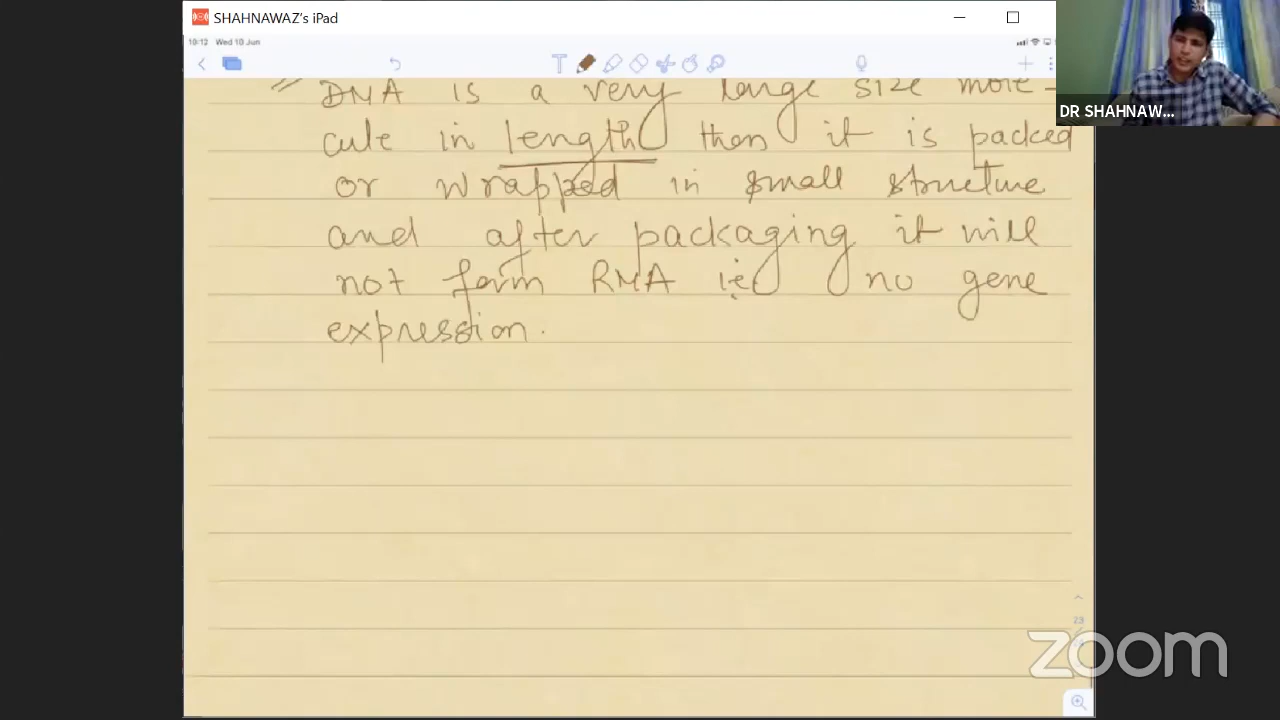 SHAHNAWAZ's iPad
10:12 Wed 10 Jun
DNA is a very large size mole-
cule in length then it is packed
or wrapped in small structure
and after packaging it will
not form RNA i.e. no gene
expression.
DR SHAHNAW...
23
zoom